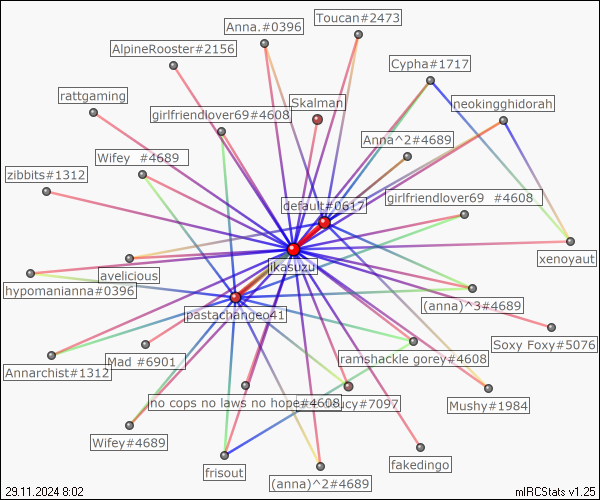 Toucan#2473
Anna.#0396
AlpineRooster#2156
Cypha#1717
rattgaming
Skalman
neokingghidorah
girlfriendlover69#4608
Anna^2#4689
Wifey #4689
zibbits#1312
girlfriendlover69 #4608
default#0617
xenoyaut
ikasuzu
avelicious
hypomanianna#0396
(anna)^3#4689
pastachangeo41
Soxy Foxy#5076
ramshackle gorey#4608
Mad #6901
Annarchist#1312
no cops no laws no hope#4608
ucy#7097
Mushy#1984
Wifey#4689
fakedingo
frisout
(anna)^2#4689
29.11.2024 8:02
mIRCStats v1.25